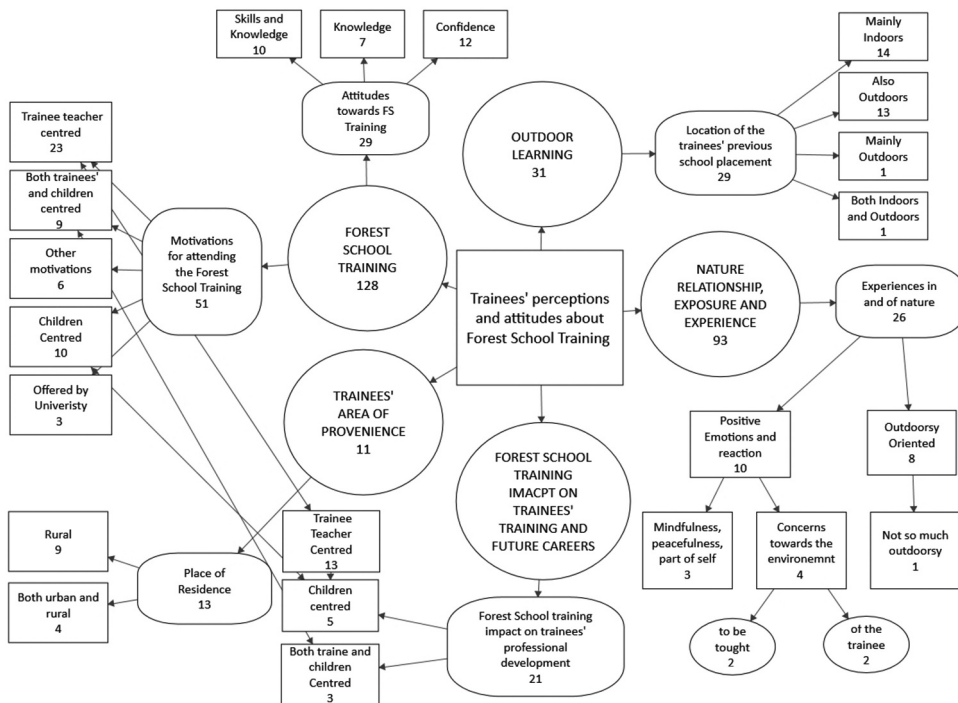 Skills and
Knowledge
10
Knowledge
7
Confidence
12
Mainly
Indoors
14
Also
Outdoors
13
Mainly
Outdoors
1
Both Indoors
and Outdoors
1
Attitudes
towards FS
Training
29
OUTDOOR
LEARNING
31
Location of the
trainees' previous
school placement
29
Trainee teacher
centred
23
Both trainees'
and children
centred
9
Other
motivations
6
Children
Centred
10
Offered by
Univeristy
3
Motivations
for attending
the Forest
School Training
51
FOREST
SCHOOL
TRAINING
128
Trainees' perceptions
and attitudes about
Forest School Training
NATURE
RELATIONSHIP,
EXPOSURE AND
EXPERIENCE
93
Experiences in
and of nature
26
TRAINEES'
AREA OF
PROVENIENCE
11
FOREST SCHOOL
TRAINING
IMACPT ON
TRAINEES'
TRAINING AND
FUTURE CAREERS
Positive
Emotions and
reaction
10
Outdoorsy
Oriented
8
Mindfulness,
peacefulness,
part of self
3
Concerns
towards the
environemnt
4
Not so much
outdoorsy
1
Rural
9
Both urban and
rural
4
Place of
Residence
13
Trainee
Teacher
Centred
13
Children
centred
5
Both traine and
children Centred
3
Forest School training
impact on trainees'
professional
development
21
to be
tought
2
of the
trainee
2